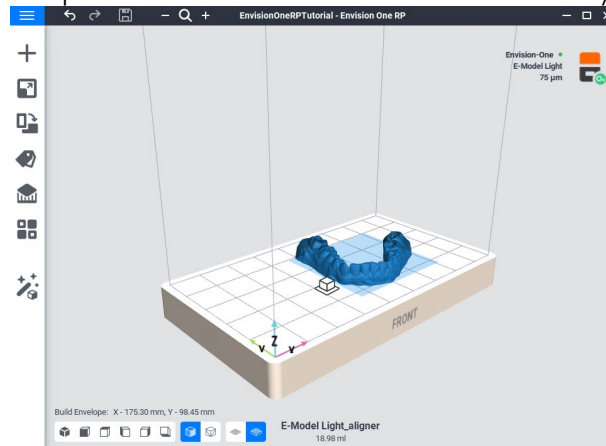 EnvisionOneRPTutorial - Envision One RP
Envision-One
E-Model Light
75 µm
FRONT
Z
Build Envelope: X - 175.30 mm, Y - 98.45 mm
E-Model Light_aligner
18.98 ml